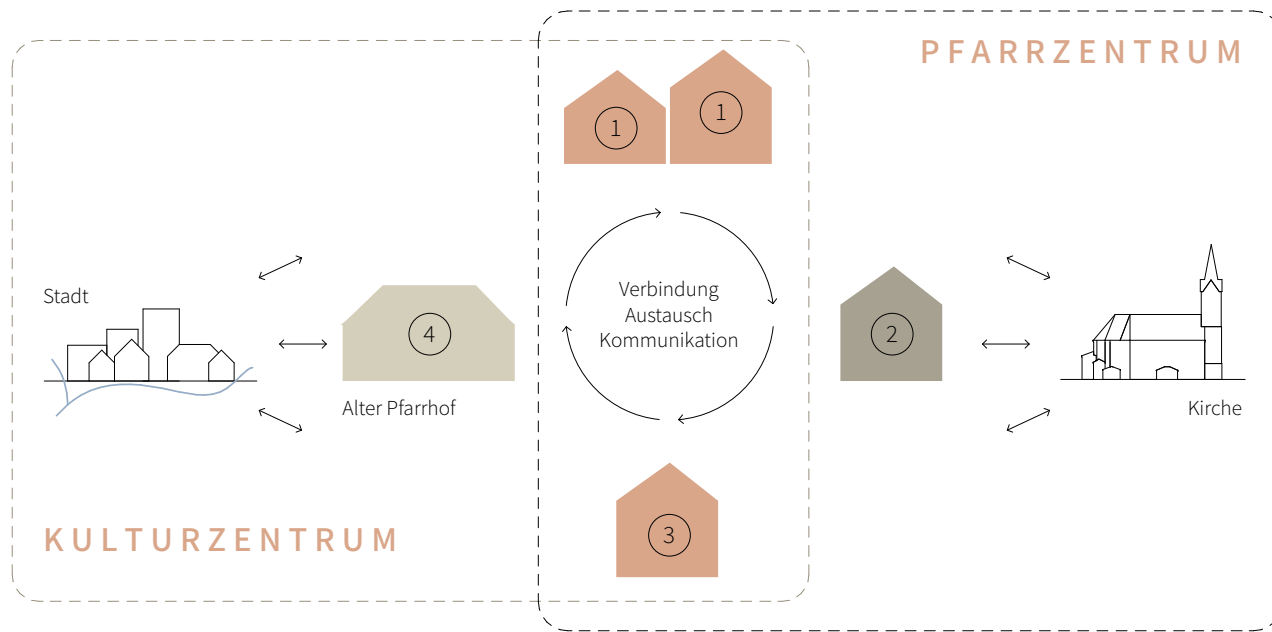 PFARRZENTRUM
1
1
Stadt
Verbindung
Austausch
Kommunikation
4
2
Alter Pfarrhof
Kirche
3
KULTURZENTRUM